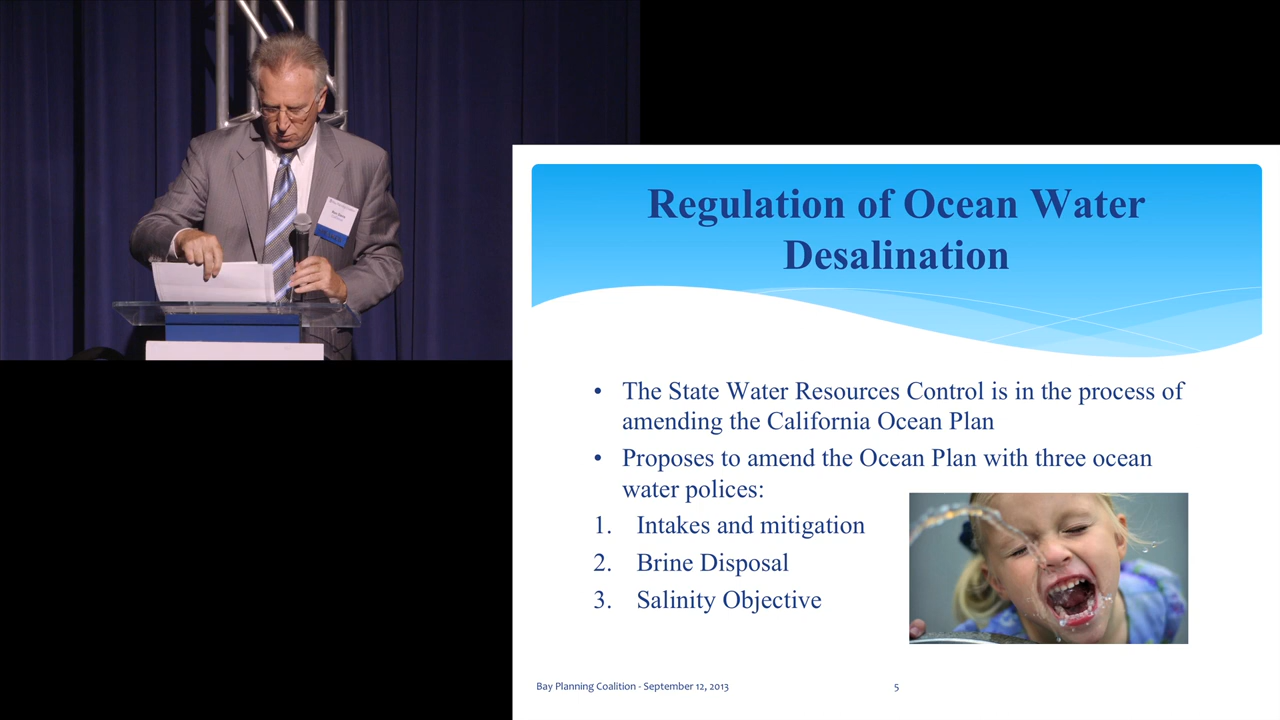 Regulation of Ocean Water
Desalination
• The State Water Resources Control is in the process of
amending the California Ocean Plan
• Proposes to amend the Ocean Plan with three ocean
water polices:
1. Intakes and mitigation
2. Brine Disposal
3. Salinity Objective
Bay Planning Coalition - September 12, 2013
5